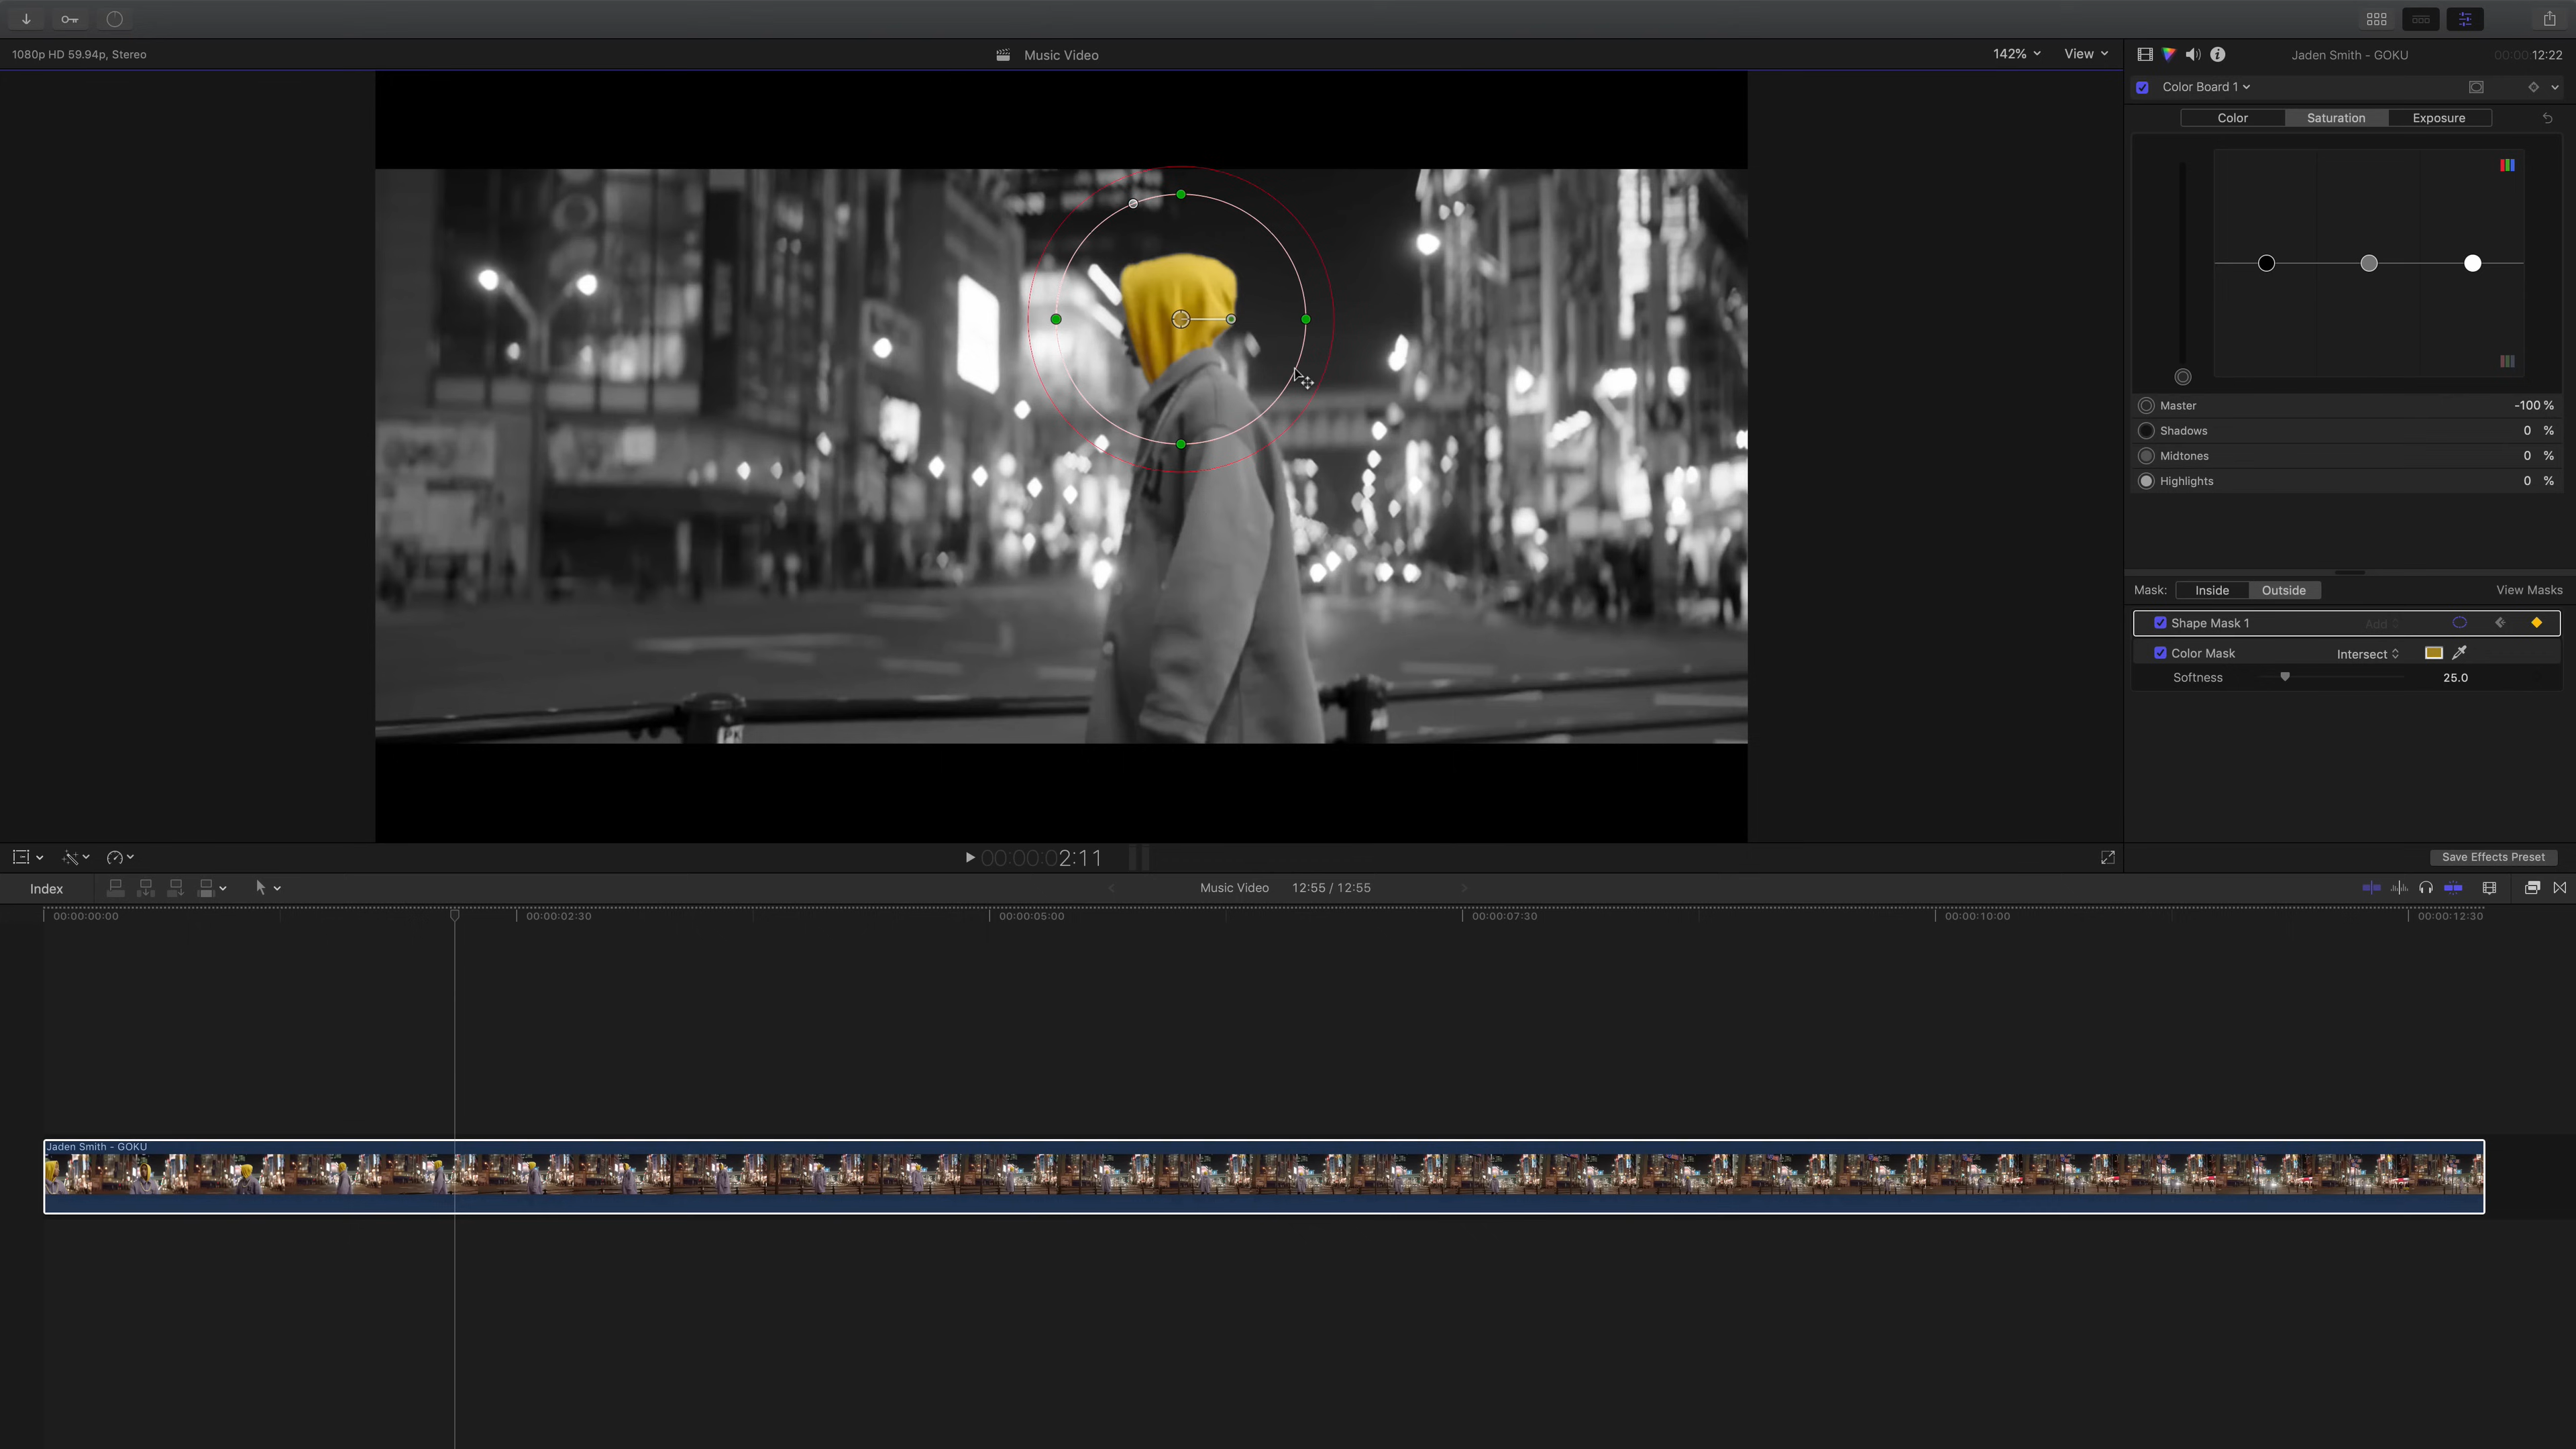 1080p HD 59.94p, Stereo
Music Video
142%
View
Jaden Smith - GOKU
00:00:12:22
Color Board 1
Color
Saturation
Exposure
Master
-100 %
Shadows
0 %
Midtones
0 %
Highlights
0 %
Mask:
Inside
Outside
View Masks
Shape Mask 1
Add
Color Mask
Intersect
Softness
25.0
00:00:02:11
Save Effects Preset
Index
Music Video
12:55 / 12:55
00:00:00:00
00:00:02:30
00:00:05:00
00:00:07:30
00:00:10:00
00:00:12:30
Jaden Smith - GOKU